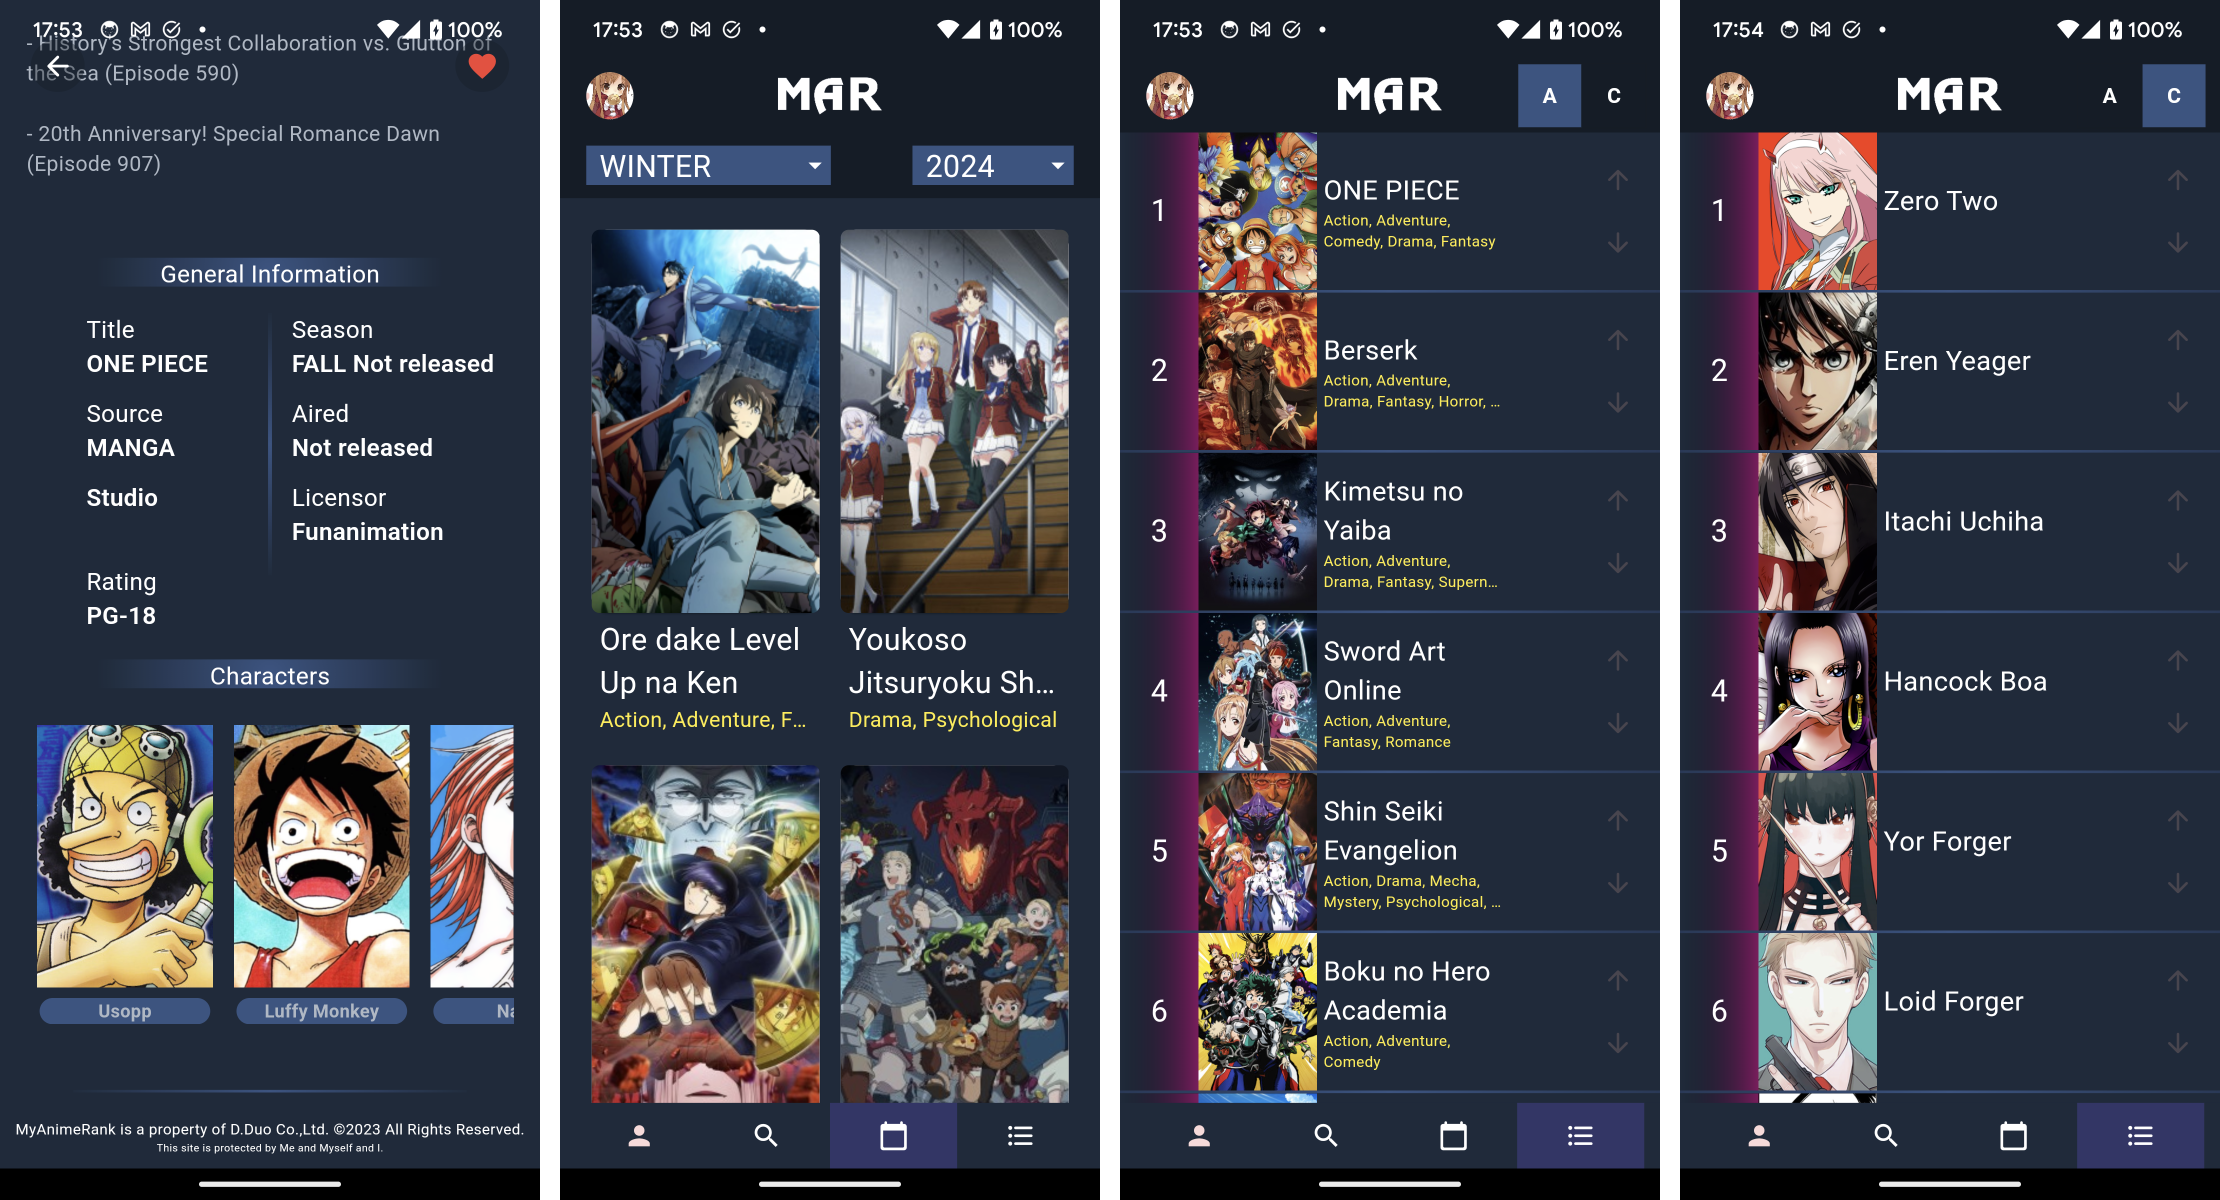 17:53
100%
- History's Strongest Collaboration vs. Glutton of
the Sea (Episode 590)
- 20th Anniversary! Special Romance Dawn
(Episode 907)
General Information
Title
ONE PIECE
Season
FALL Not released
Source
MANGA
Aired
Not released
Studio
Licensor
Funanimation
Rating
PG-18
Characters
Usopp
Luffy Monkey
Na
MyAnimeRank is a property of D.Duo Co.,Ltd. ©2023 All Rights Reserved.
This site is protected by Me and Myself and I.
17:53
100%
MAR
WINTER
2024
Ore dake Level
Up na Ken
Action, Adventure, F...
Youkoso
Jitsuryoku Sh...
Drama, Psychological
17:53
100%
MAR
A
C
1
ONE PIECE
Action, Adventure,
Comedy, Drama, Fantasy
2
Berserk
Action, Adventure,
Drama, Fantasy, Horror, ...
3
Kimetsu no
Yaiba
Action, Adventure,
Drama, Fantasy, Supern...
4
Sword Art
Online
Action, Adventure,
Fantasy, Romance
5
Shin Seiki
Evangelion
Action, Drama, Mecha,
Mystery, Psychological, ...
6
Boku no Hero
Academia
Action, Adventure,
Comedy
17:54
100%
MAR
A
C
1
Zero Two
2
Eren Yeager
3
Itachi Uchiha
4
Hancock Boa
5
Yor Forger
6
Loid Forger